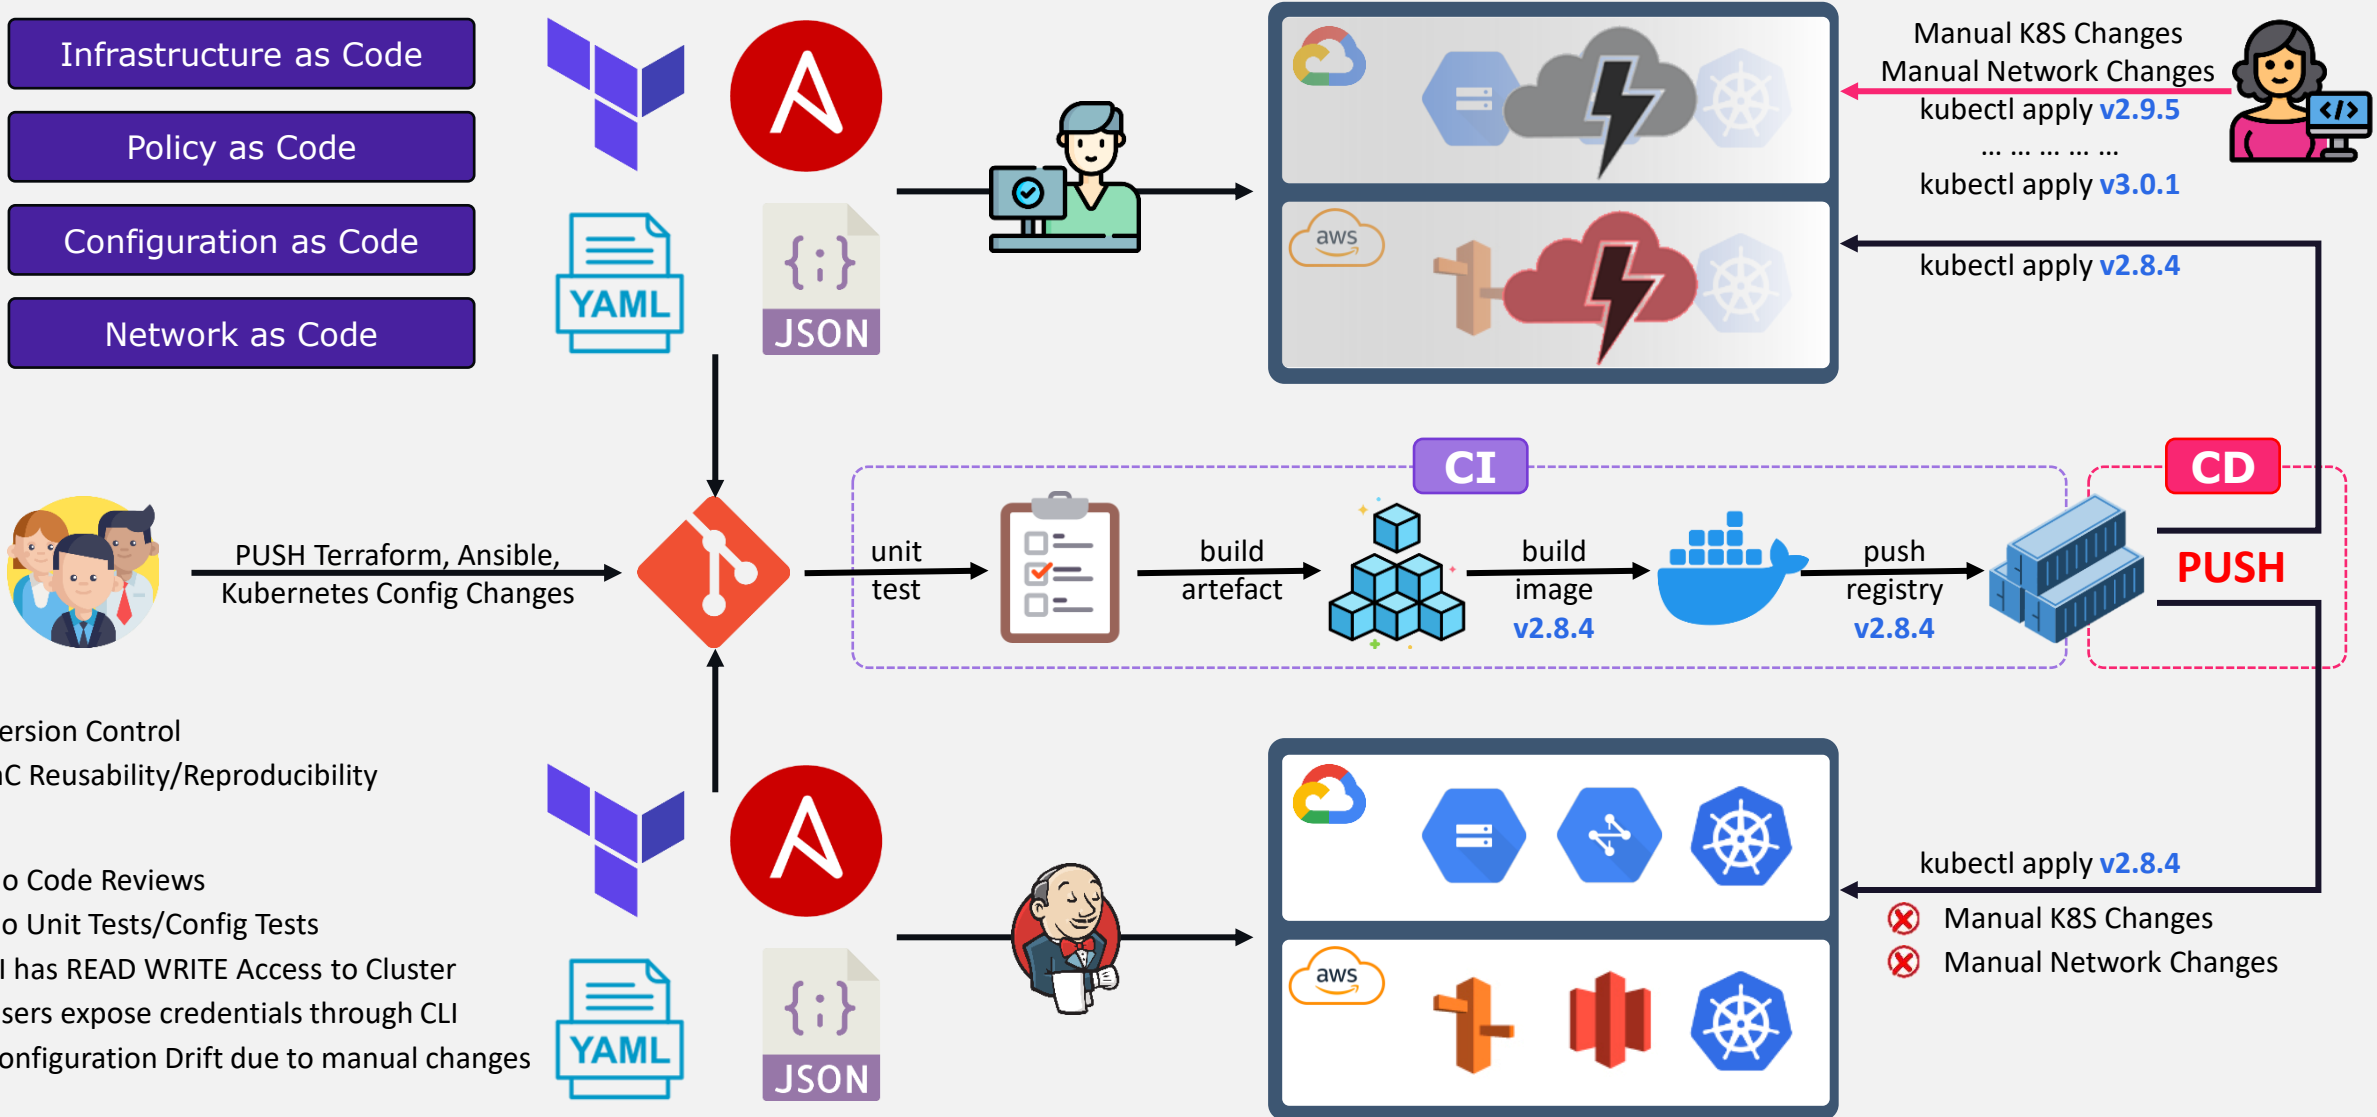 Infrastructure as Code
Policy as Code
Configuration as Code
Network as Code
YAML
{;}
JSON
aws
Manual K8S Changes
Manual Network Changes
kubectl apply v2.9.5
... ... ... ... ...
kubectl apply v3.0.1
</>
kubectl apply v2.8.4
CI
CD
PUSH Terraform, Ansible,
Kubernetes Config Changes
unit
test
build
artefact
build
image
v2.8.4
push
registry
v2.8.4
PUSH
ersion Control
C Reusability/Reproducibility
o Code Reviews
o Unit Tests/Config Tests
I has READ WRITE Access to Cluster
sers expose credentials through CLI
onfiguration Drift due to manual changes
YAML
{;}
JSON
aws
kubectl apply v2.8.4
Manual K8S Changes
Manual Network Changes